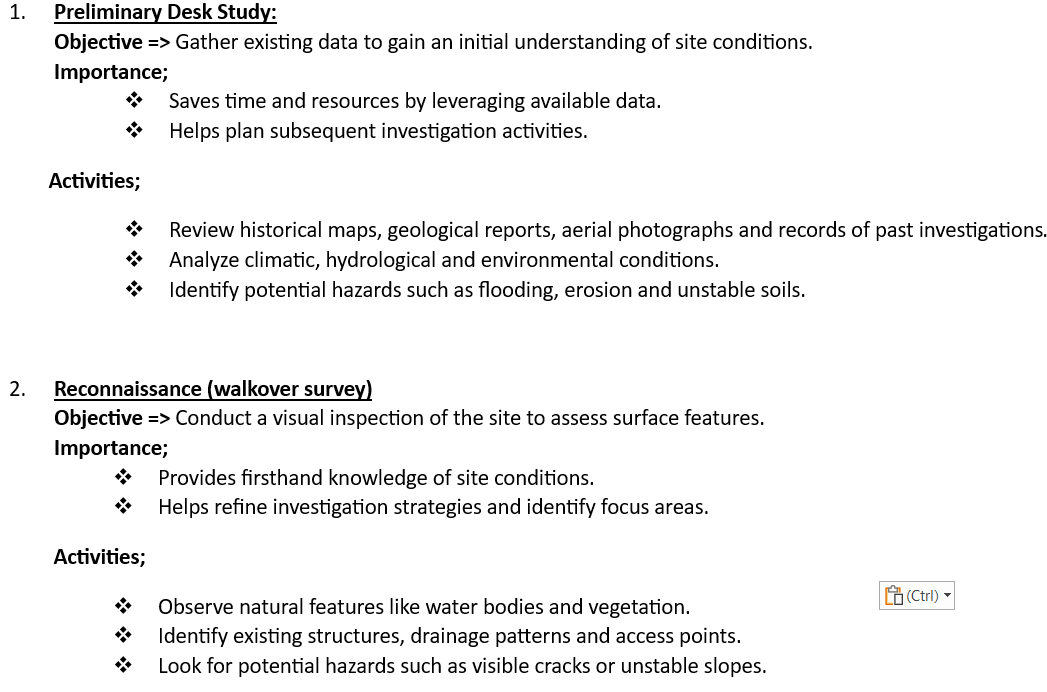 1. Preliminary Desk Study:
Objective => Gather existing data to gain an initial understanding of site conditions.
Importance;
❖ Saves time and resources by leveraging available data.
❖ Helps plan subsequent investigation activities.
Activities;
❖ Review historical maps, geological reports, aerial photographs and records of past investigations.
❖ Analyze climatic, hydrological and environmental conditions.
❖ Identify potential hazards such as flooding, erosion and unstable soils.
2. Reconnaissance (walkover survey)
Objective => Conduct a visual inspection of the site to assess surface features.
Importance;
❖ Provides firsthand knowledge of site conditions.
❖ Helps refine investigation strategies and identify focus areas.
Activities;
(Ctrl)
❖ Observe natural features like water bodies and vegetation.
❖ Identify existing structures, drainage patterns and access points.
❖ Look for potential hazards such as visible cracks or unstable slopes.